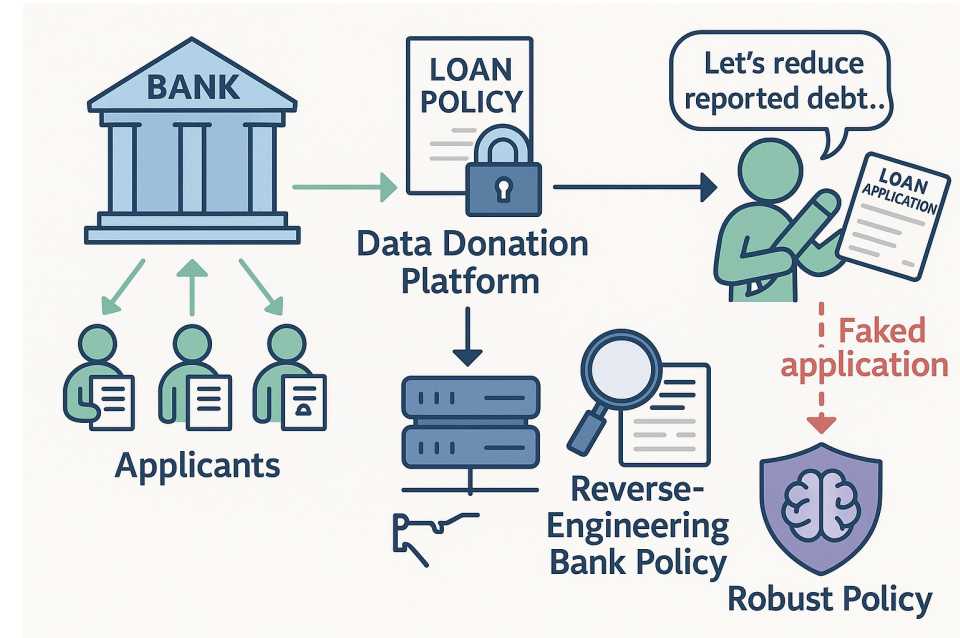 BANK
LOAN
POLICY
Let's reduce
reported debt..
LOAN
APPLICATION
Data Donation
Platform
Applicants
Faked
application
Reverse-
Engineering
Bank Policy
Robust Policy